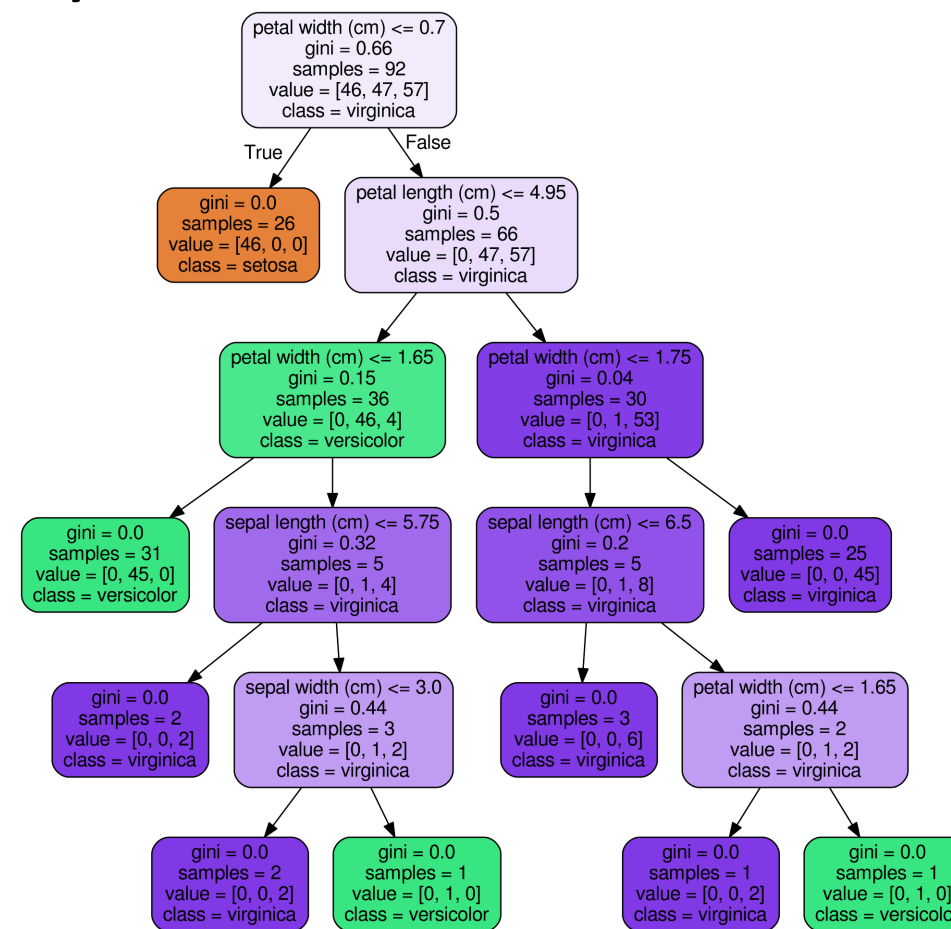 petal width (cm) <= 0.7
gini = 0.66
samples = 92
value = [46, 47, 57]
class = virginica
True
False
gini = 0.0
samples = 26
value = [46, 0, 0]
class = setosa
petal length (cm) <= 4.95
gini = 0.5
samples = 66
value = [0, 47, 57]
class = virginica
petal width (cm) <= 1.65
gini = 0.15
samples = 36
value = [0, 46, 4]
class = versicolor
petal width (cm) <= 1.75
gini = 0.04
samples = 30
value = [0, 1, 53]
class = virginica
gini = 0.0
samples = 31
value = [0, 45, 0]
class = versicolor
sepal length (cm) <= 5.75
gini = 0.32
samples = 5
value = [0, 1, 4]
class = virginica
sepal length (cm) <= 6.5
gini = 0.2
samples = 5
value = [0, 1, 8]
class = virginica
gini = 0.0
samples = 25
value = [0, 0, 45]
class = virginica
gini = 0.0
samples = 2
value = [0, 0, 2]
class = virginica
sepal width (cm) <= 3.0
gini = 0.44
samples = 3
value = [0, 1, 2]
class = virginica
gini = 0.0
samples = 3
value = [0, 0, 6]
class = virginica
petal width (cm) <= 1.65
gini = 0.44
samples = 2
value = [0, 1, 2]
class = virginica
gini = 0.0
samples = 2
value = [0, 0, 2]
class = virginica
gini = 0.0
samples = 1
value = [0, 1, 0]
class = versicolor
gini = 0.0
samples = 1
value = [0, 0, 2]
class = virginica
gini = 0.0
samples = 1
value = [0, 1, 0]
class = versicolo